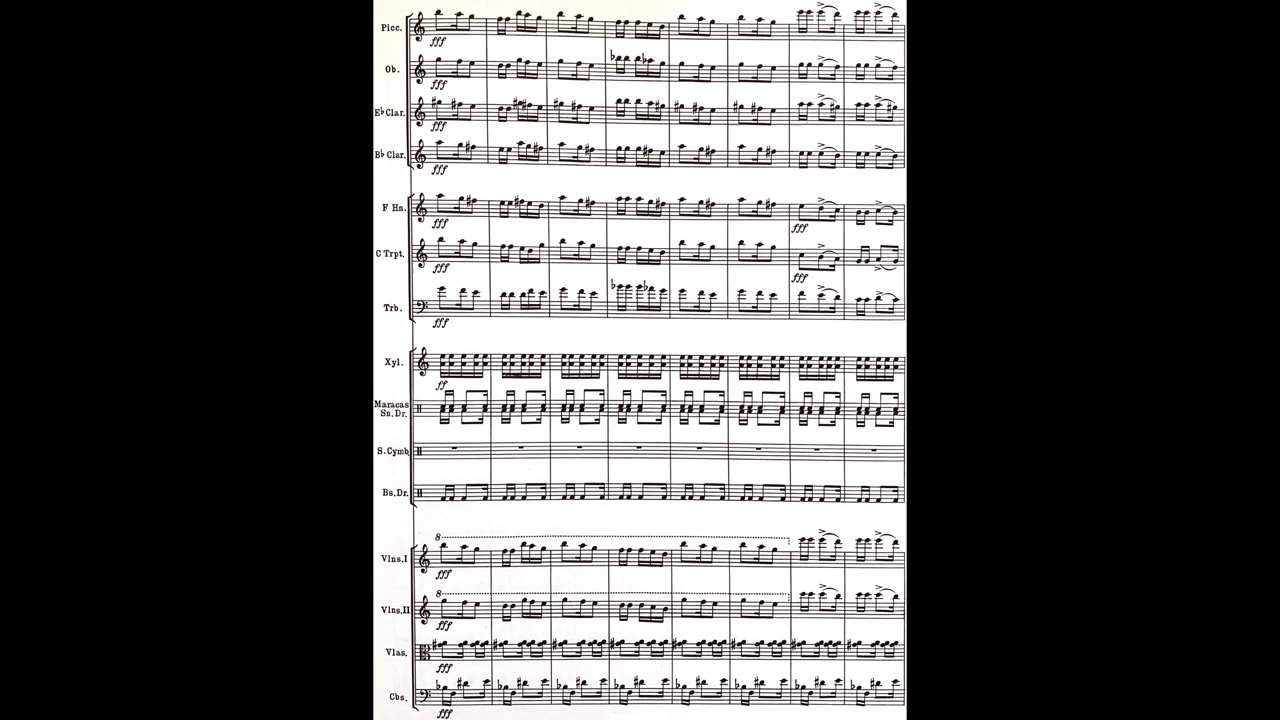 Picc.
fff
Ob.
fff
E♭Clar.
fff
B♭ Clar.
fff
F Hn.
fff
fff
C Trpt.
fff
fff
Trb.
fff
Xyl.
ff
Maracas
Sn.Dr.
S.Cymb.
Bs.Dr.
8
Vlns.I
fff
8
Vlns.II
fff
Vlas.
fff
Cbs.
fff